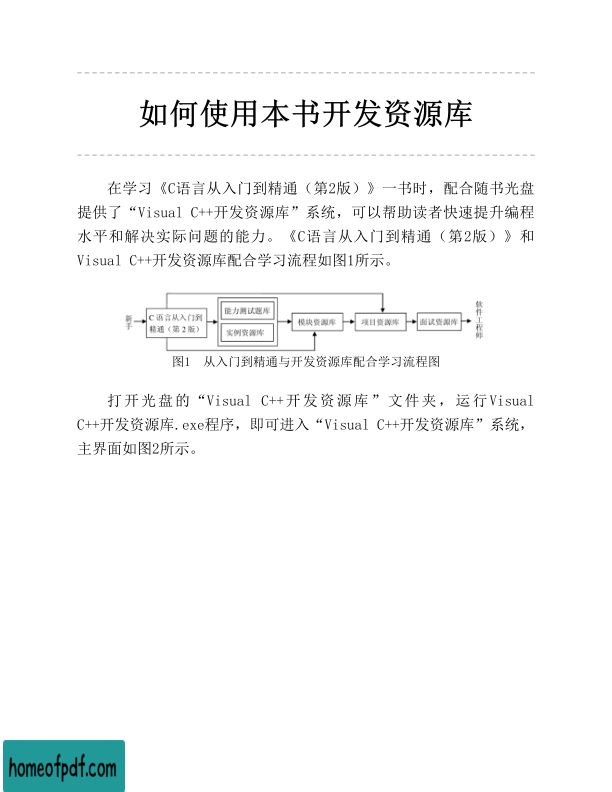 如何使用本书开发资源库
在学习《C语言从入门到精通（第2版）》一书时，配合随书光盘
提供了“Visual C++开发资源库”系统，可以帮助读者快速提升编程
水平和解决实际问题的能力。《C语言从入门到精通（第2版）》和
Visual C++开发资源库配合学习流程如图1所示。
新手
C 语言从入门到
精通（第 2 版）
能力测试题库
实例资源库
模块资源库
项目资源库
面试资源库
软件工程师
图1 从入门到精通与开发资源库配合学习流程图
打开光盘的“Visual C++开发资源库”文件夹，运行Visual
C++开发资源库.exe程序，即可进入“Visual C++开发资源库”系统，
主界面如图2所示。
homeofpdf.com